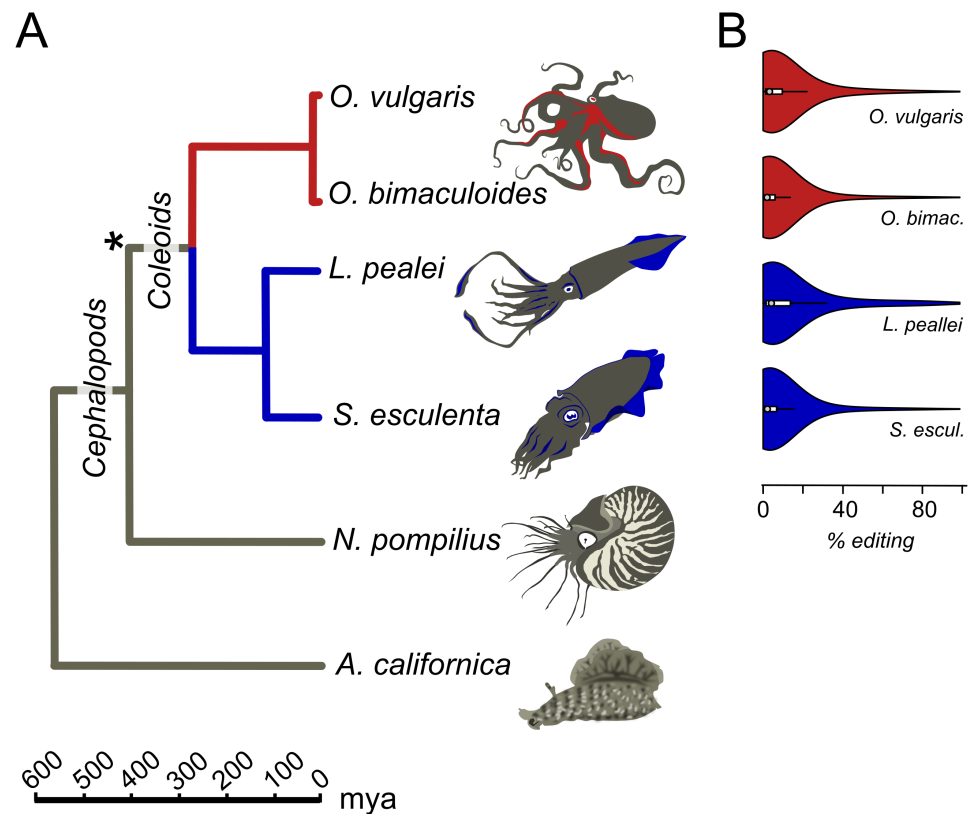 A
O. vulgaris
O. bimaculoides
*
Coleoids
L. pealei
Cephalopods
S. esculenta
N. pompilius
A. californica
600 500 400 300 200 100 0
mya
B
O. vulgaris
O. bimac.
L. peallei
S. escul.
0 40 80
% editing